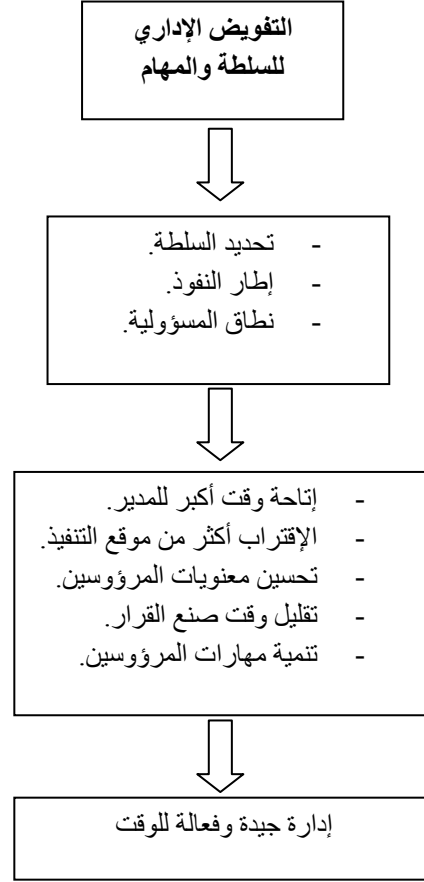 التفويض الإداري
للسلطة والمهام
- تحديد السلطة.
- إطار النفوذ.
- نطاق المسؤولية.
- إتاحة وقت أكبر للمدير.
- الإقتراب أكثر من موقع التنفيذ.
- تحسين معنويات المرؤوسين.
- تقليل وقت صنع القرار.
- تنمية مهارات المرؤوسين.
إدارة جيدة وفعالة للوقت